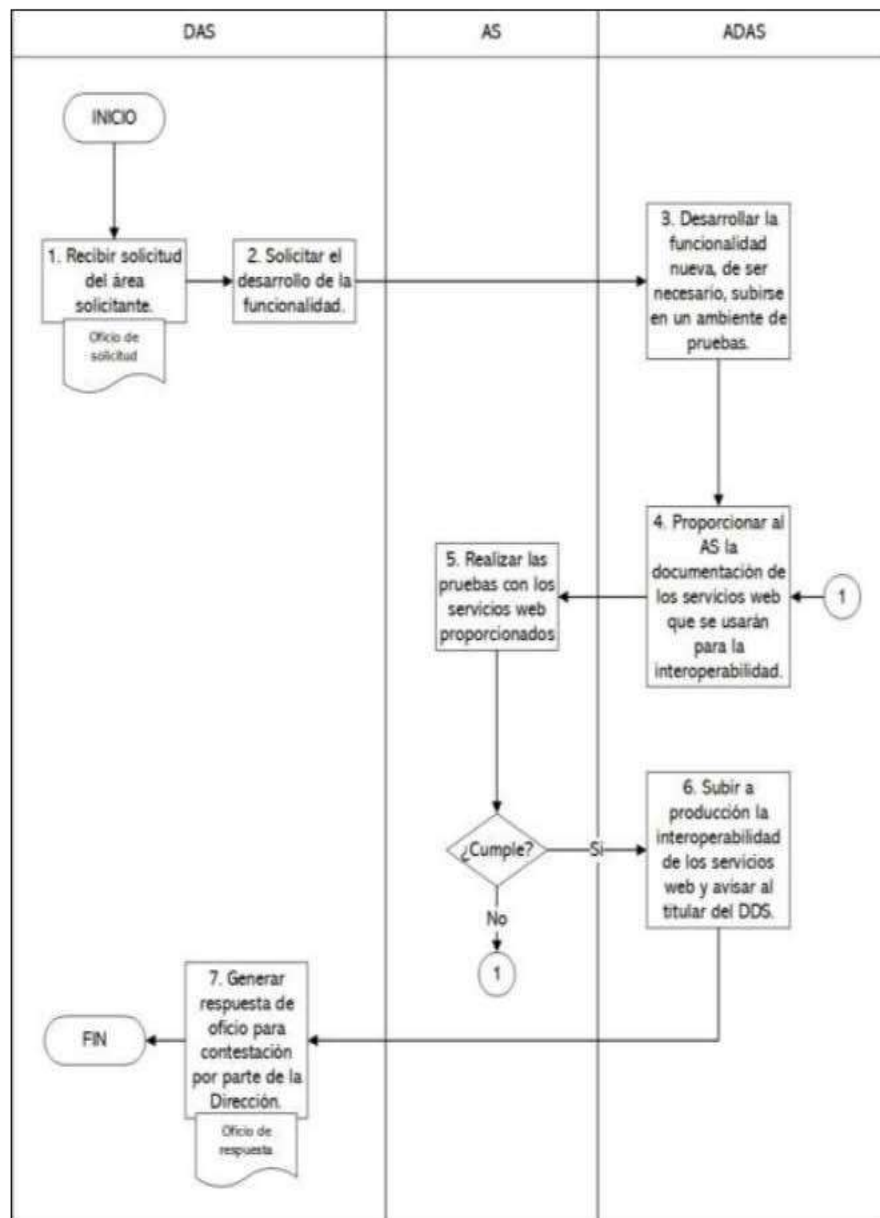 DAS
AS
ADAS
INICIO
1. Recibir solicitud
del área
solicitante.
Oficio de
solicitud
2. Solicitar el
desarrollo de la
funcionalidad.
3. Desarrollar la
funcionalidad
nueva, de ser
necesario, subirse
en un ambiente de
pruebas.
4. Proporcionar al
AS la
documentación de
los servicios web
que se usarán
para la
interoperabilidad.
1
5. Realizar las
pruebas con los
servicios web
proporcionados
¿Cumple?
Si
No
1
6. Subir a
producción la
interoperabilidad
de los servicios
web y avisar al
titular del DDS.
7. Generar
respuesta de
oficio para
contestación
por parte de la
Dirección.
Oficio de
respuesta
FIN